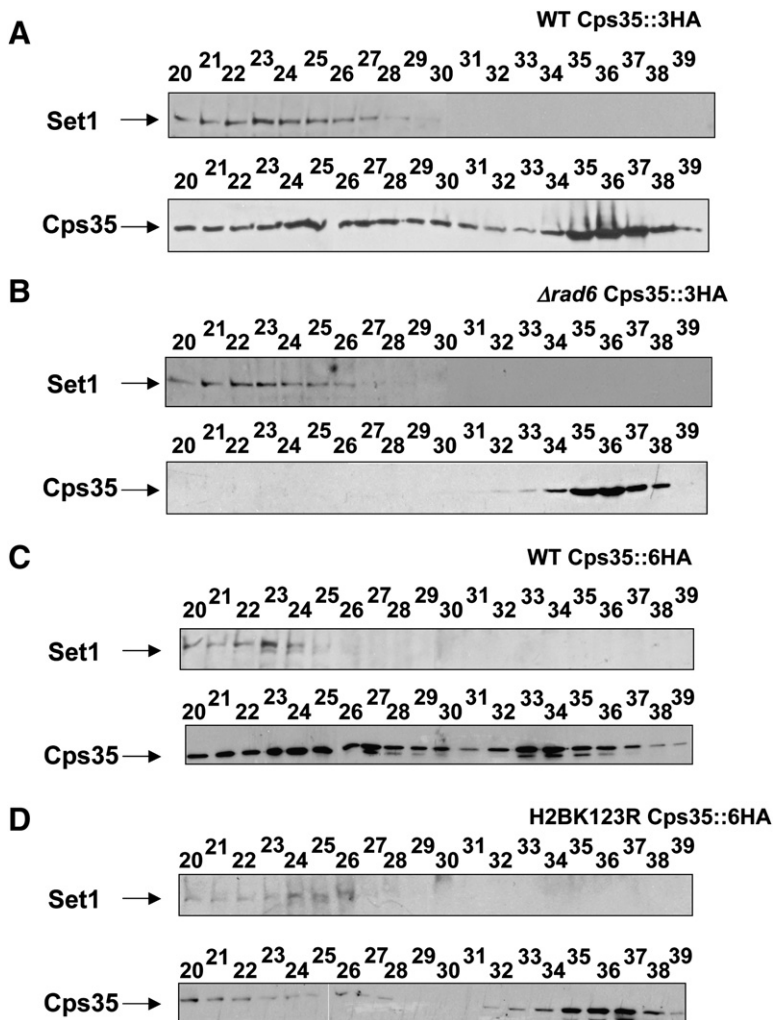 A
WT Cps35::3HA
20 21 22 23 24 25 26 27 28 29 30 31 32 33 34 35 36 37 38 39
Set1
20 21 22 23 24 25 26 27 28 29 30 31 32 33 34 35 36 37 38 39
Cps35
B
Δrad6 Cps35::3HA
20 21 22 23 24 25 26 27 28 29 30 31 32 33 34 35 36 37 38 39
Set1
20 21 22 23 24 25 26 27 28 29 30 31 32 33 34 35 36 37 38 39
Cps35
C
WT Cps35::6HA
20 21 22 23 24 25 26 27 28 29 30 31 32 33 34 35 36 37 38 39
Set1
20 21 22 23 24 25 26 27 28 29 30 31 32 33 34 35 36 37 38 39
Cps35
D
H2BK123R Cps35::6HA
20 21 22 23 24 25 26 27 28 29 30 31 32 33 34 35 36 37 38 39
Set1
20 21 22 23 24 25 26 27 28 29 30 31 32 33 34 35 36 37 38 39
Cps35